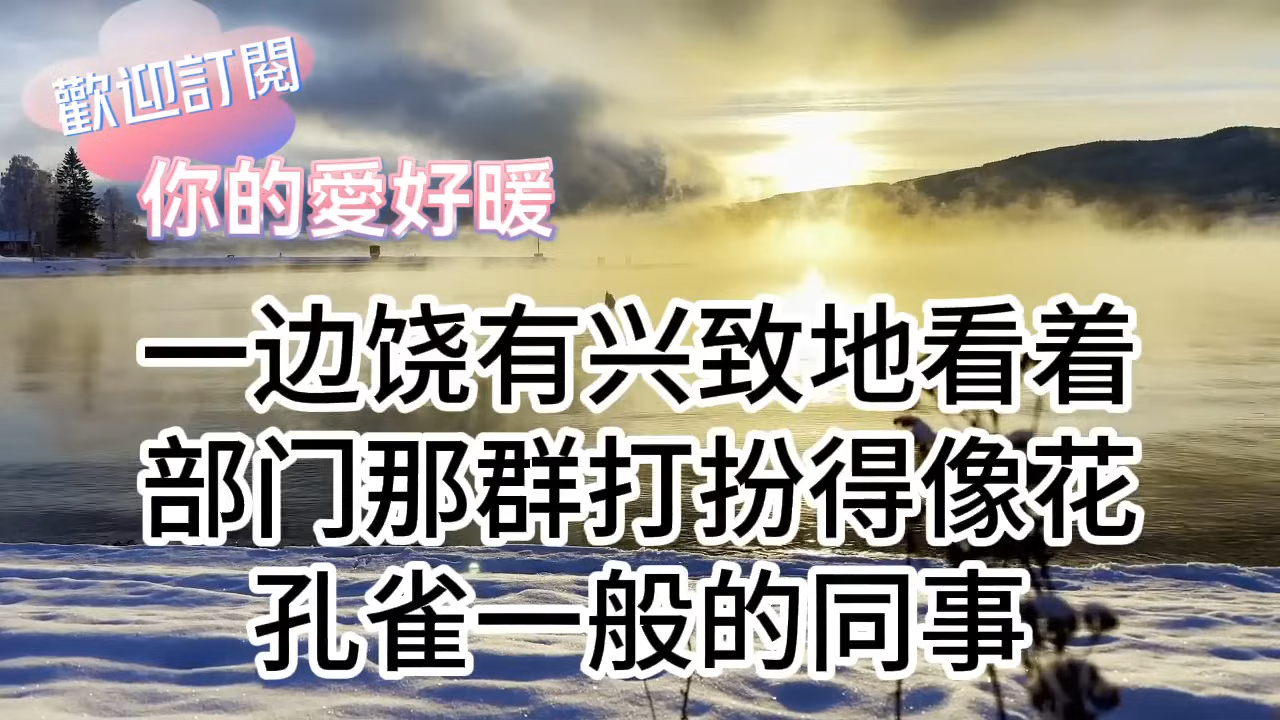 歡迎訂閱
你的愛好暖
一边饶有兴致地看着
部门那群打扮得像花
孔雀一般的同事